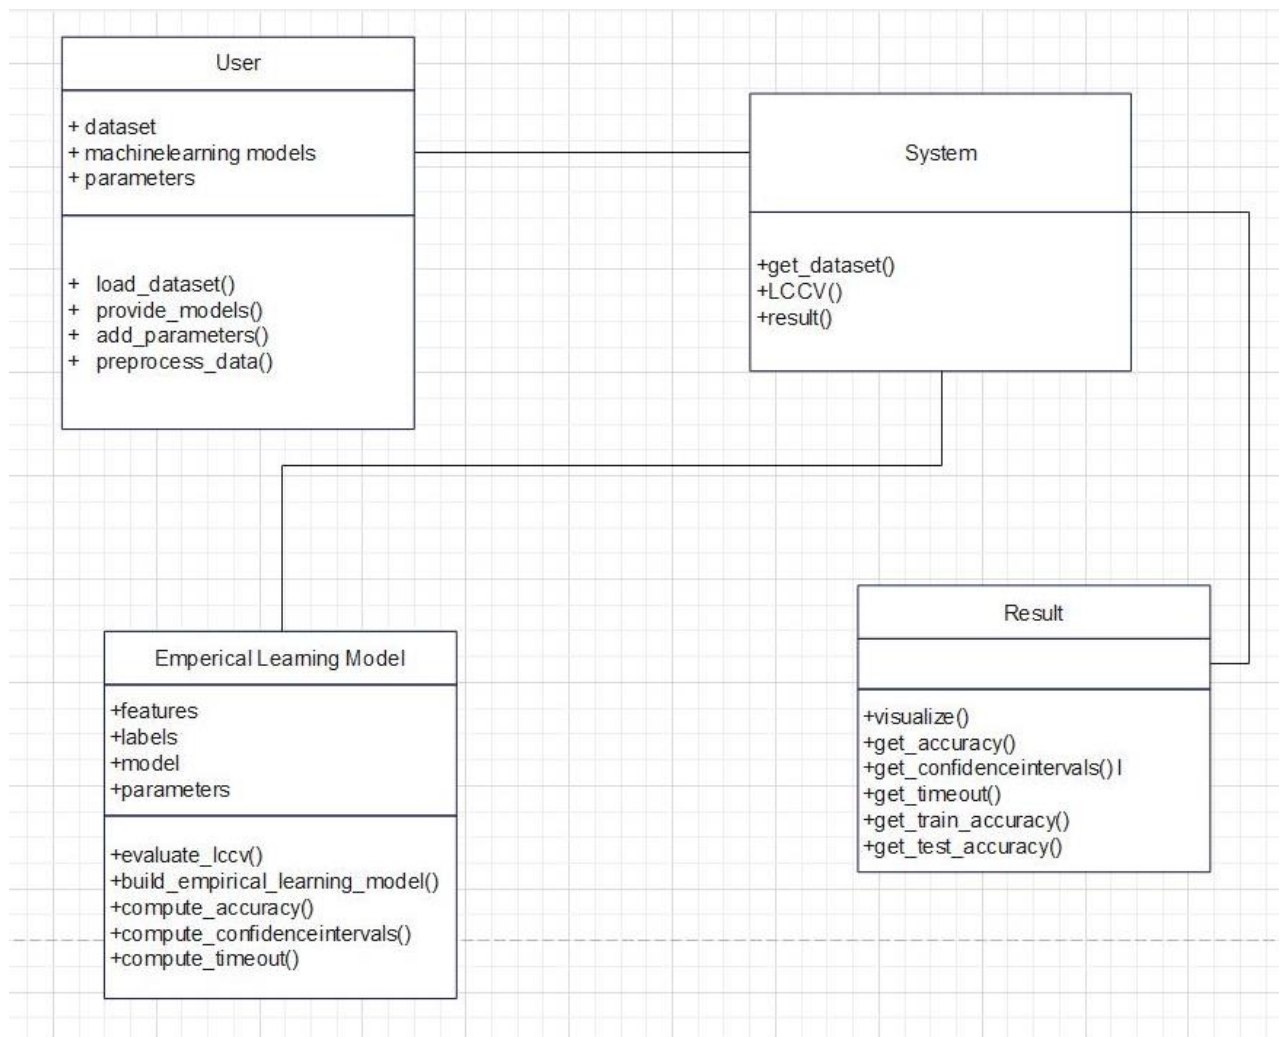 User
+ dataset
+ machinelearning models
+ parameters
+ load_dataset()
+ provide_models()
+ add_parameters()
+ preprocess_data()
System
+get_dataset()
+LCCV()
+result()
Emperical Learning Model
+features
+labels
+model
+parameters
+evaluate_lccv()
+build_empirical_learning_model()
+compute_accuracy()
+compute_confidenceintervals()
+compute_timeout()
Result
+visualize()
+get_accuracy()
+get_confidenceintervals() l
+get_timeout()
+get_train_accuracy()
+get_test_accuracy()